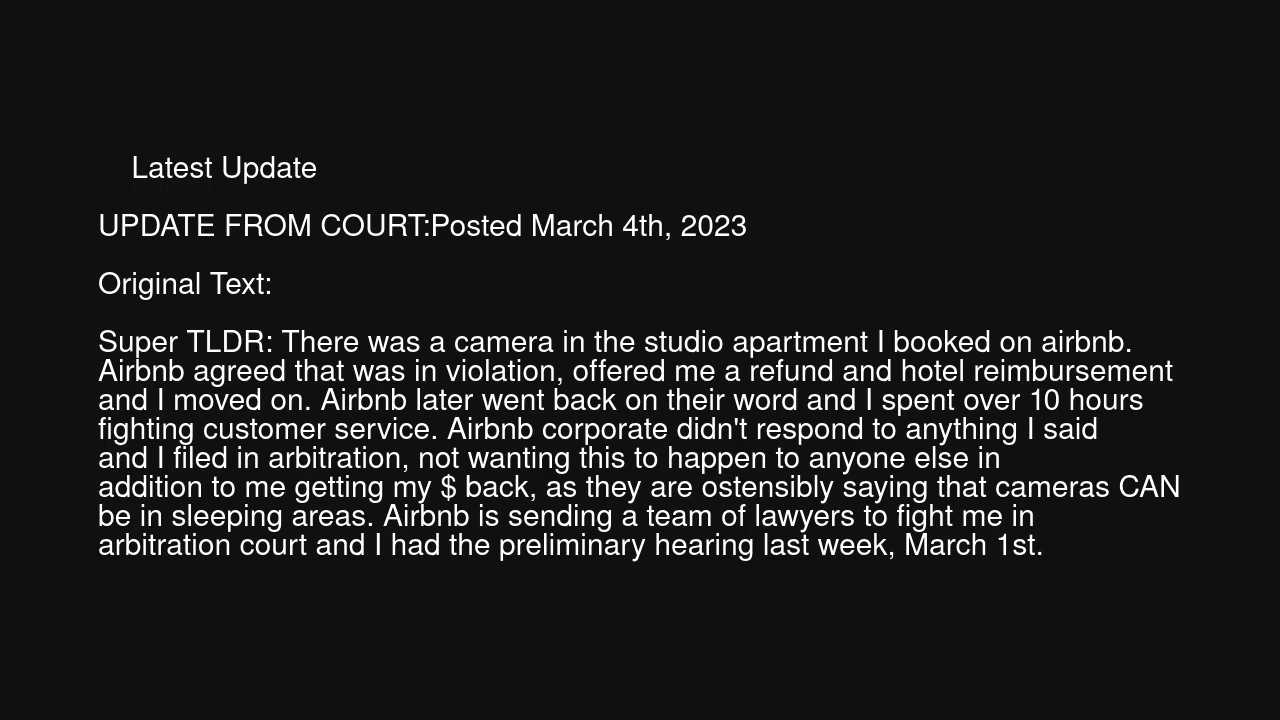 Latest Update
UPDATE FROM COURT:Posted March 4th, 2023
Original Text:
Super TLDR: There was a camera in the studio apartment I booked on airbnb.
Airbnb agreed that was in violation, offered me a refund and hotel reimbursement
and I moved on. Airbnb later went back on their word and I spent over 10 hours
fighting customer service. Airbnb corporate didn't respond to anything I said
and I filed in arbitration, not wanting this to happen to anyone else in
addition to me getting my $ back, as they are ostensibly saying that cameras CAN
be in sleeping areas. Airbnb is sending a team of lawyers to fight me in
arbitration court and I had the preliminary hearing last week, March 1st.